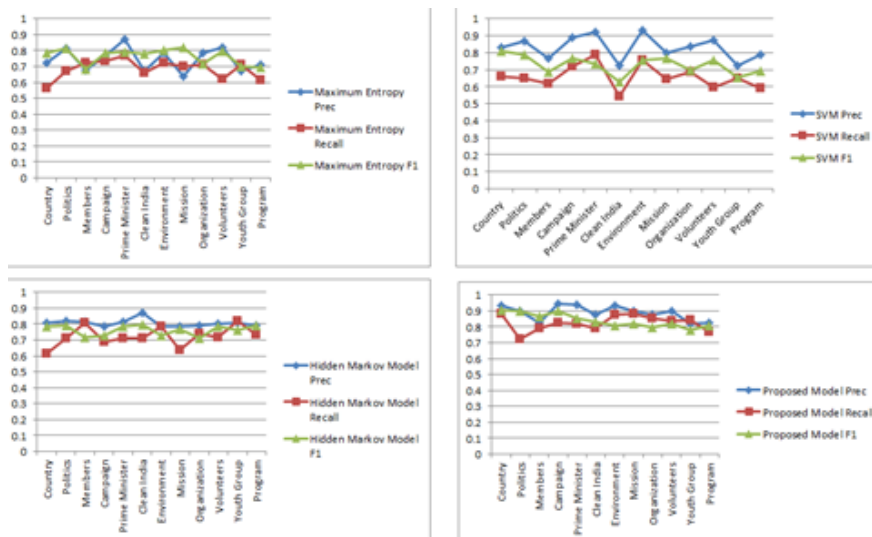 1
0.9
0.8
0.7
0.6
0.5
0.4
0.3
0.2
0.1
0
Country
Politics
Members
Campaign
Prime Minister
Clean India
Environment
Mission
Organization
Volunteers
Youth Group
Program
Maximum Entropy
Prec
Maximum Entropy
Recall
Maximum Entropy F1
1
0.9
0.8
0.7
0.6
0.5
0.4
0.3
0.2
0.1
0
Country
Politics
Members
Campaign
Prime Minister
Clean India
Environment
Mission
Organization
Volunteers
Youth Group
Program
SVM Prec
SVM Recall
SVM F1
1
0.9
0.8
0.7
0.6
0.5
0.4
0.3
0.2
0.1
0
Country
Politics
Members
Campaign
Prime Minister
Clean India
Environment
Mission
Organization
Volunteers
Youth Group
Program
Hidden Markov Model
Prec
Hidden Markov Model
Recall
Hidden Markov Model
F1
1
0.9
0.8
0.7
0.6
0.5
0.4
0.3
0.2
0.1
0
Country
Politics
Members
Campaign
Prime Minister
Clean India
Environment
Mission
Organization
Volunteers
Youth Group
Program
Proposed Model Prec
Proposed Model Recall
Proposed Model F1